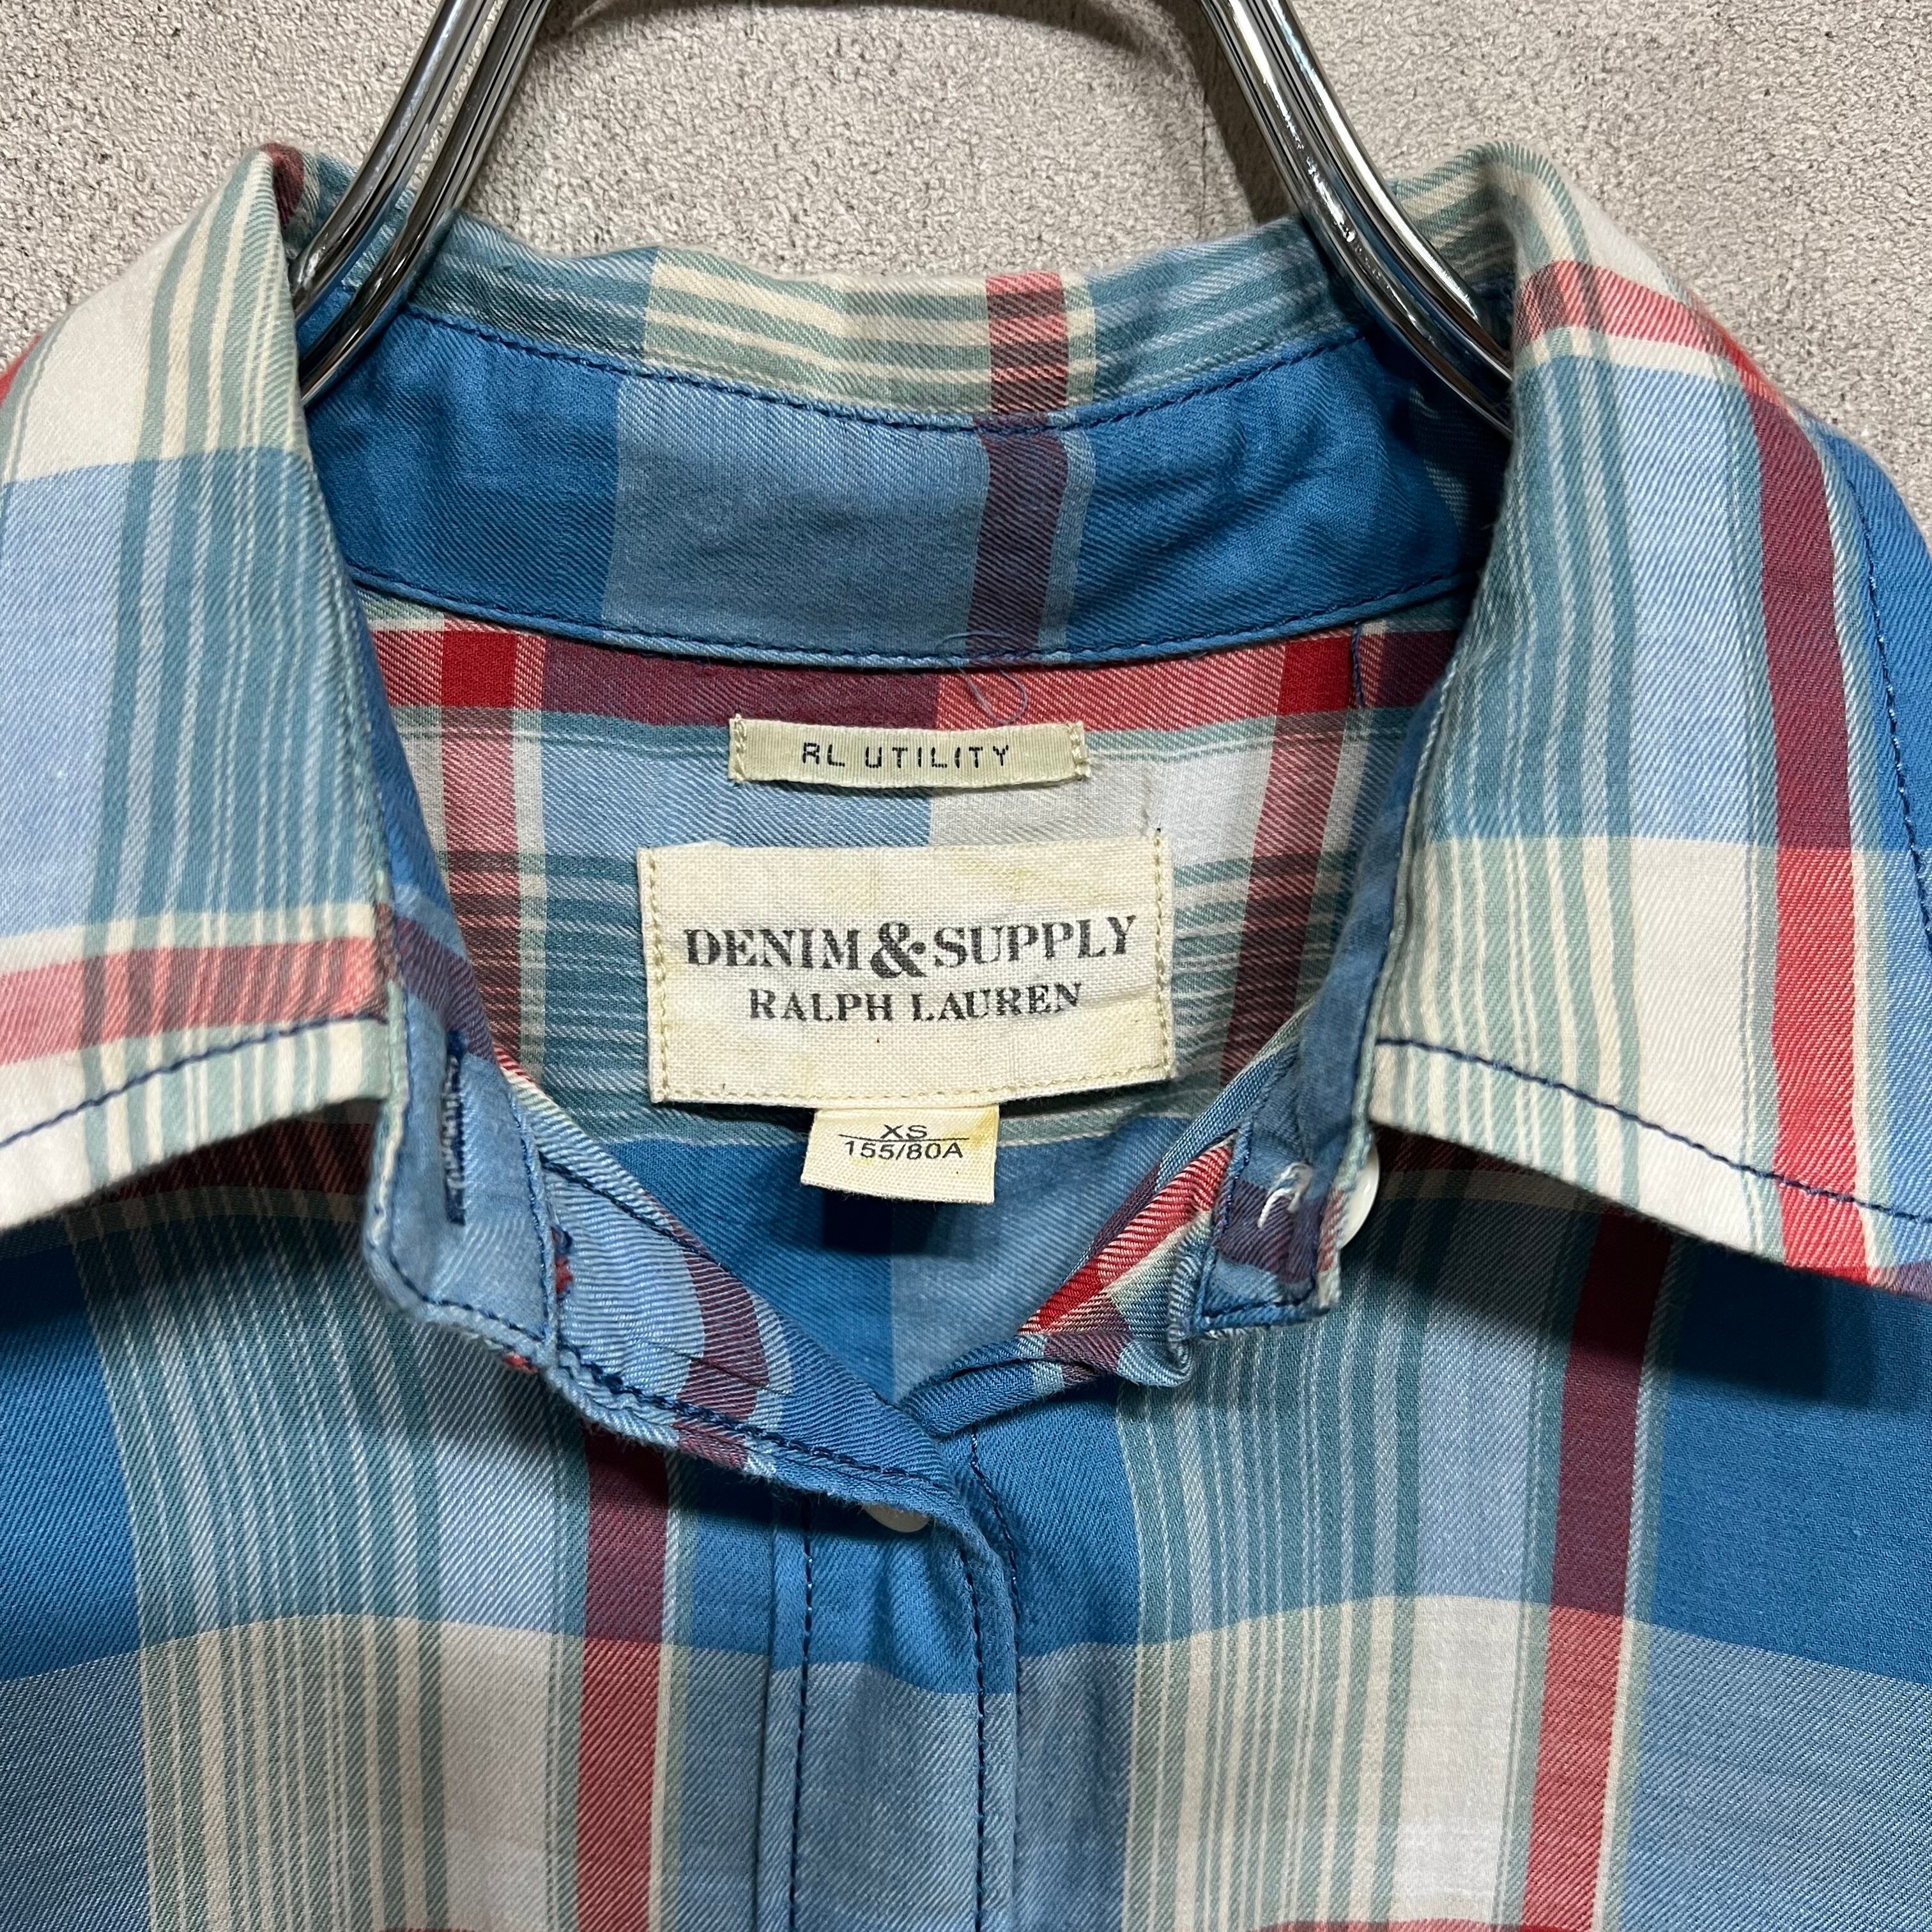 RL UTILITY
DENIM & SUPPLY
RALPH LAUREN
XS
155/80A